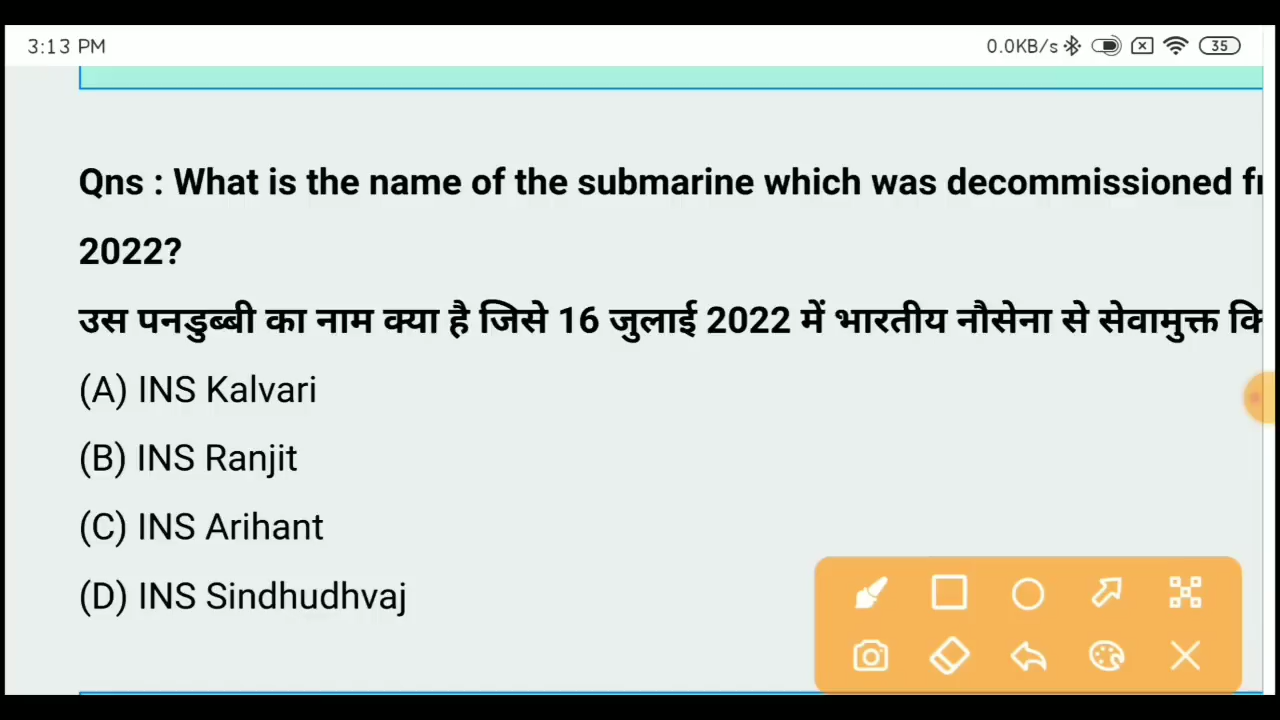 3:13 PM
0.0KB/s
35
Qns : What is the name of the submarine which was decommissioned
2022?
उस पनडुब्बी का नाम क्या है जिसे 16 जुलाई 2022 में भारतीय नौसेना से सेवामुक्त
(A) INS Kalvari
(B) INS Ranjit
(C) INS Arihant
(D) INS Sindhudhvaj